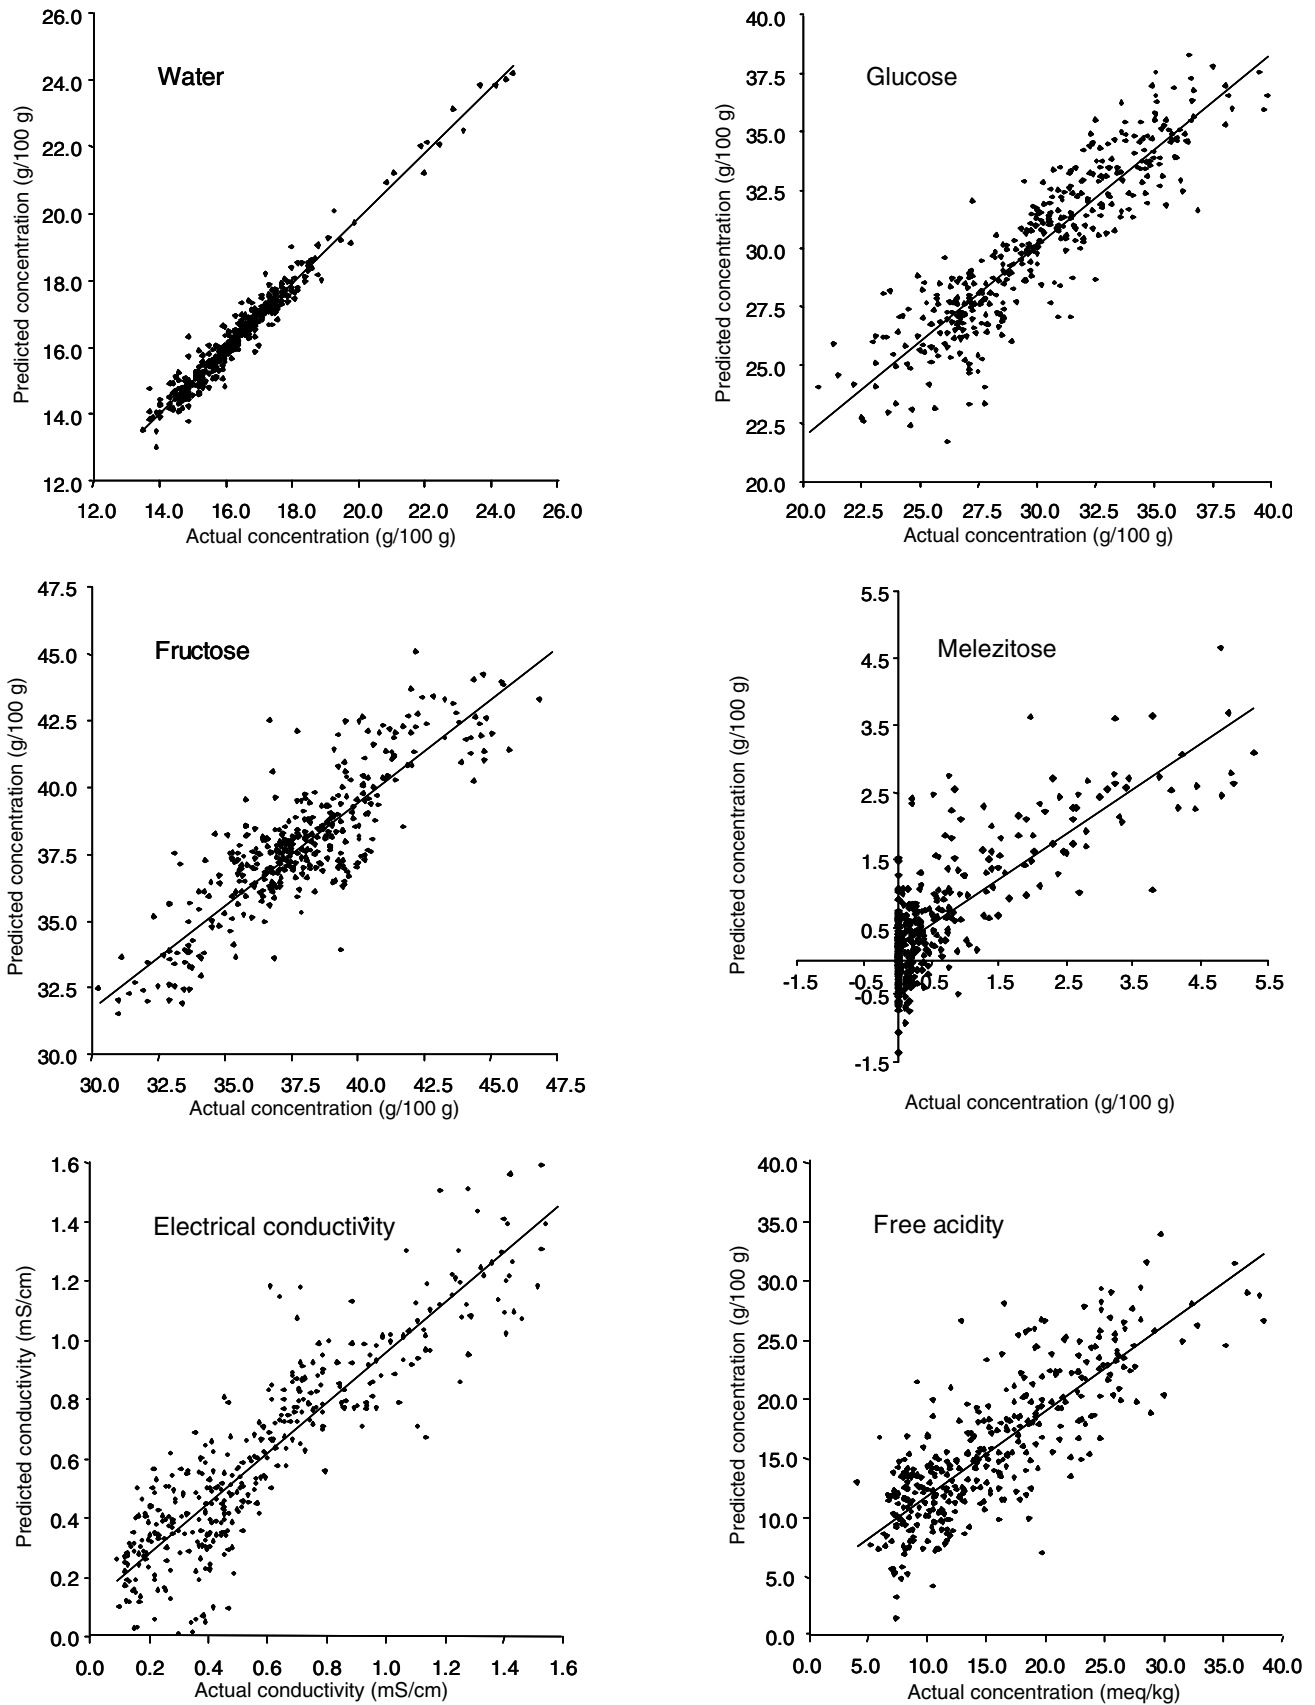 Water
Predicted concentration (g/100 g)
26.0
24.0
22.0
20.0
18.0
16.0
14.0
12.0
12.0 14.0 16.0 18.0 20.0 22.0 24.0 26.0
Actual concentration (g/100 g)
Glucose
Predicted concentration (g/100 g)
40.0
37.5
35.0
32.5
30.0
27.5
25.0
22.5
20.0
20.0 22.5 25.0 27.5 30.0 32.5 35.0 37.5 40.0
Actual concentration (g/100 g)
Fructose
Predicted concentration (g/100 g)
47.5
45.0
42.5
40.0
37.5
35.0
32.5
30.0
30.0 32.5 35.0 37.5 40.0 42.5 45.0 47.5
Actual concentration (g/100 g)
Melezitose
Predicted concentration (g/100 g)
5.5
4.5
3.5
2.5
1.5
0.5
-0.5
-1.5
-1.5 -0.5 0.5 1.5 2.5 3.5 4.5 5.5
Actual concentration (g/100 g)
Electrical conductivity
Predicted conductivity (mS/cm)
1.6
1.4
1.2
1.0
0.8
0.6
0.4
0.2
0.0
0.0 0.2 0.4 0.6 0.8 1.0 1.2 1.4 1.6
Actual conductivity (mS/cm)
Free acidity
Predicted concentration (g/100 g)
40.0
35.0
30.0
25.0
20.0
15.0
10.0
5.0
0.0
0.0 5.0 10.0 15.0 20.0 25.0 30.0 35.0 40.0
Actual concentration (meq/kg)